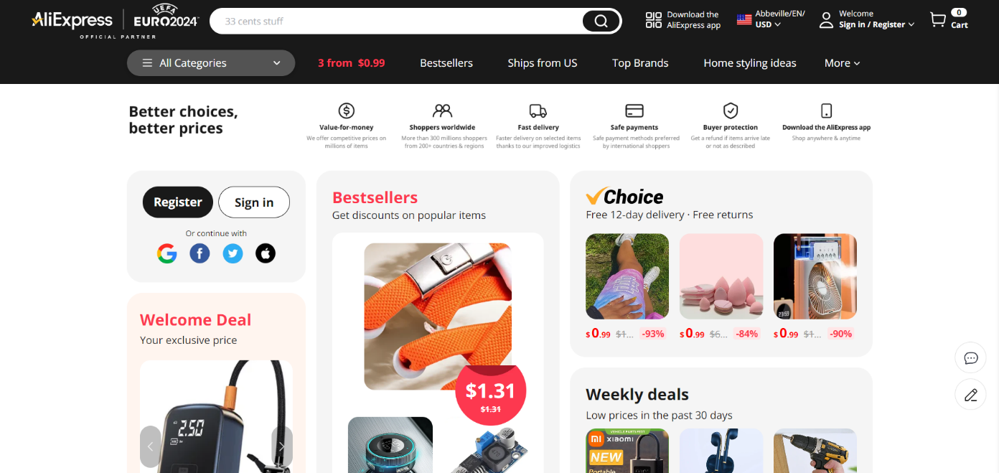 AliExpress
UEFA
EURO2024
OFFICIAL PARTNER
33 cents stuff
Download the
AliExpress app
Abbeville/EN/
USD
Welcome
Sign in / Register
0
Cart
All Categories
3 from $0.99
Bestsellers
Ships from US
Top Brands
Home styling ideas
More
Better choices,
better prices
Value-for-money
We offer competitive prices on
millions of items
Shoppers worldwide
More than 300 millions shoppers
from 200+ countries & regions
Fast delivery
Faster delivery on selected items
thanks to our improved logistics
Safe payments
Safe payment methods preferred
by international shoppers
Buyer protection
Get a refund if items arrive late
or not as described
Download the AliExpress app
Shop anywhere & anytime
Register
Sign in
Or continue with
Welcome Deal
Your exclusive price
2.50
Bestsellers
Get discounts on popular items
$1.31
$1.31
Choice
Free 12-day delivery · Free returns
23:59
$0.99 $1... -93%
$0.99 $6... -84%
$0.99 $1... -90%
Weekly deals
Low prices in the past 30 days
VEHICLE PARTS FEST
mi xiaomi
NEW
Portable